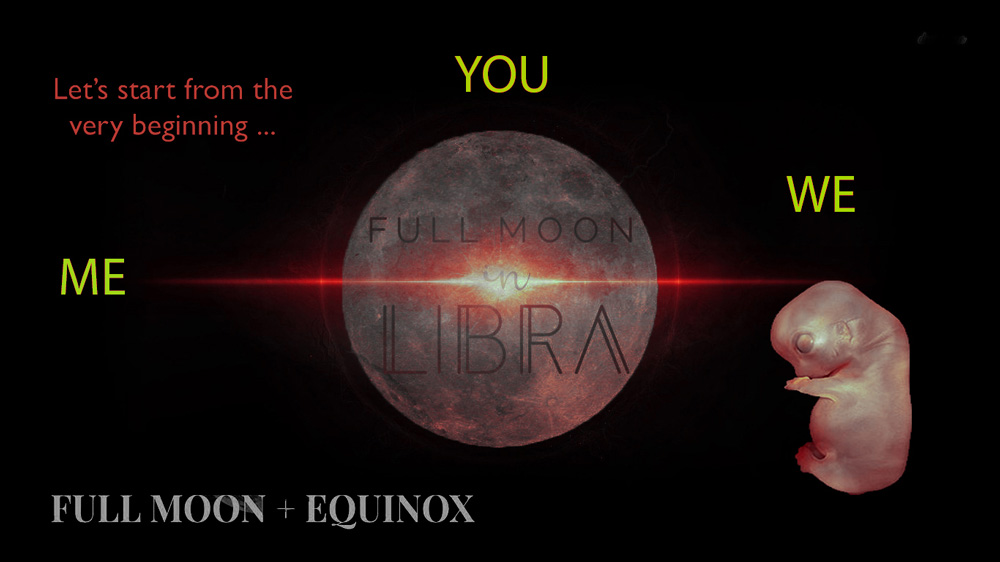 YOU
Let's start from the
very beginning ...
WE
FULL MOON
in
LIBRA
ME
FULL MOON + EQUINOX